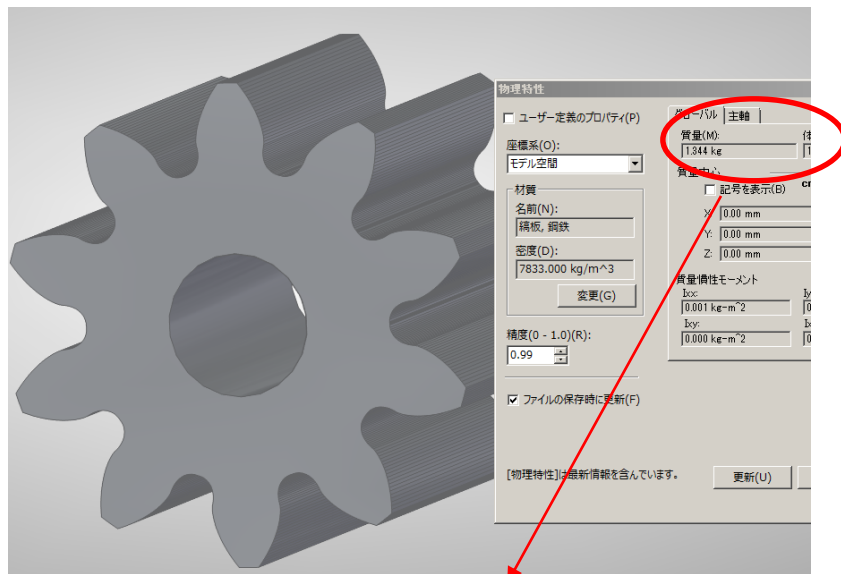 物理特性
ユーザー定義のプロパティ(P)
座標系(O):
モデル空間
材質
名前(N):
縞板, 鋼鉄
密度(D):
7833.000 kg/m^3
変更(G)
精度(0 - 1.0)(R):
0.99
ファイルの保存時に更新(F)
[物理特性]は最新情報を含んでいます。
グローバル 主軸
質量(M):
1.344 kg
質量中心
記号を表示(B)
X: 0.00 mm
Y: 0.00 mm
Z: 0.00 mm
質量慣性モーメント
Ixx:
0.001 kg-m^2
Ixy:
0.000 kg-m^2
更新(U)